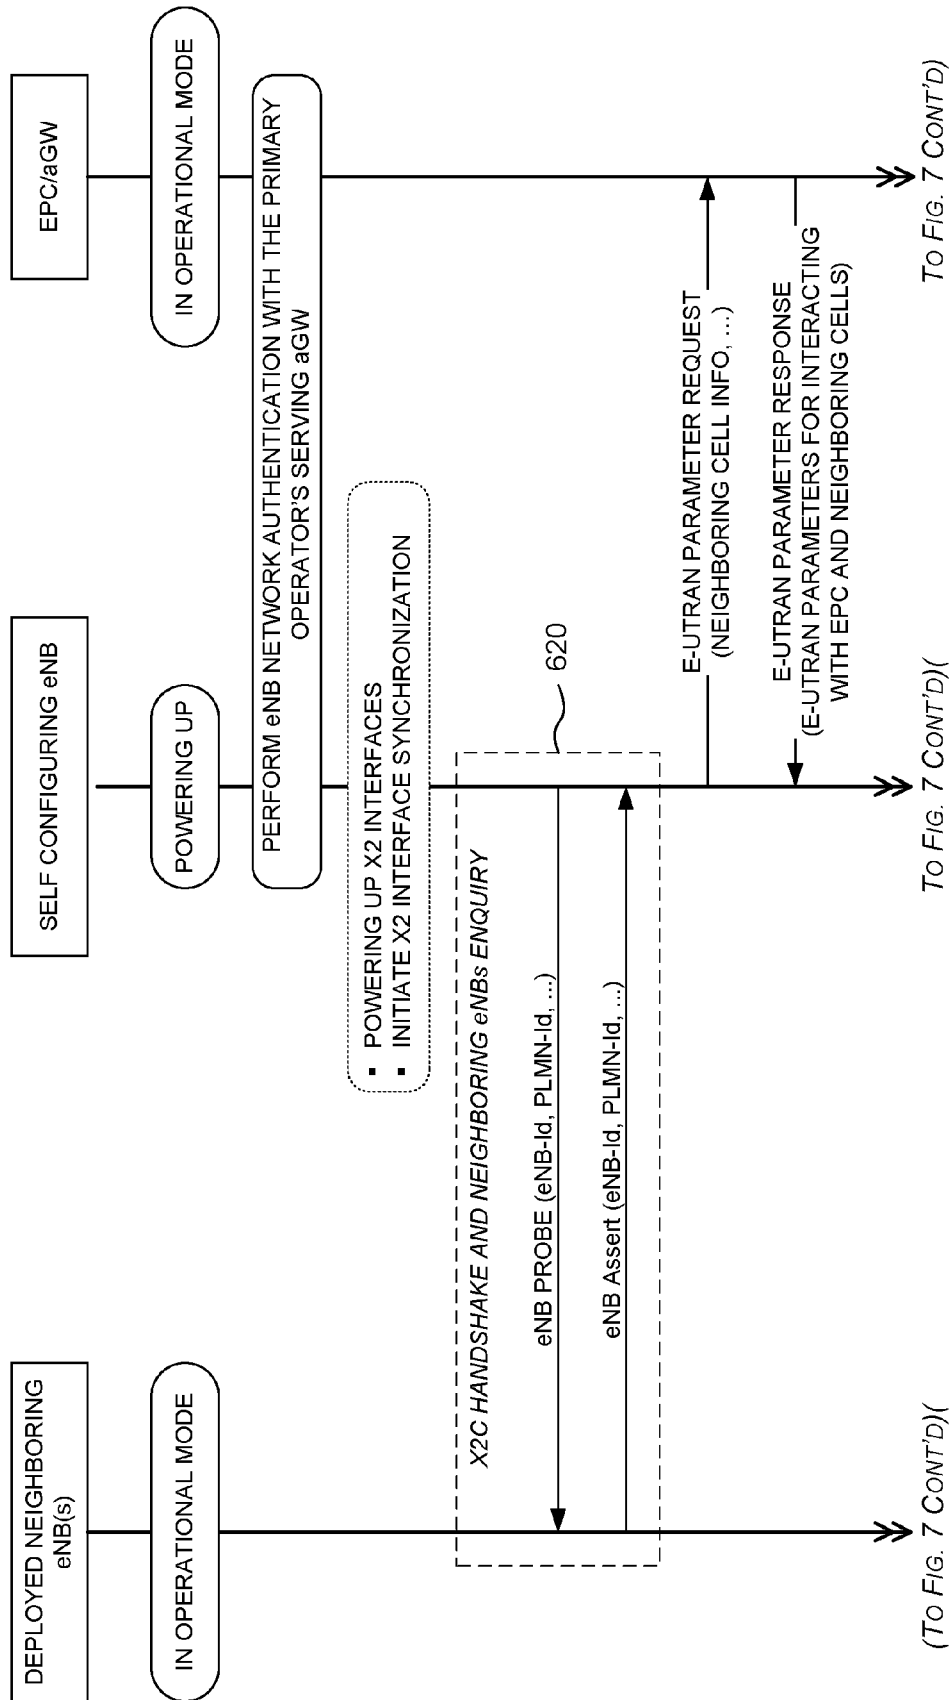 DEPLOYED NEIGHBORING
eNB(s)
SELF CONFIGURING eNB
EPC/aGW
IN OPERATIONAL MODE
POWERING UP
IN OPERATIONAL MODE
PERFORM eNB NETWORK AUTHENTICATION WITH THE PRIMARY
OPERATOR'S SERVING aGW
▪ POWERING UP X2 INTERFACES
▪ INITIATE X2 INTERFACE SYNCHRONIZATION
X2C HANDSHAKE AND NEIGHBORING eNBs ENQUIRY
620
eNB PROBE (eNB-Id, PLMN-Id, ...)
eNB Assert (eNB-Id, PLMN-Id, ...)
E-UTRAN PARAMETER REQUEST
(NEIGHBORING CELL INFO, ...)
E-UTRAN PARAMETER RESPONSE
(E-UTRAN PARAMETERS FOR INTERACTING
WITH EPC AND NEIGHBORING CELLS)
(TO FIG. 7 CONT'D)(
TO FIG. 7 CONT'D)(
TO FIG. 7 CONT'D)